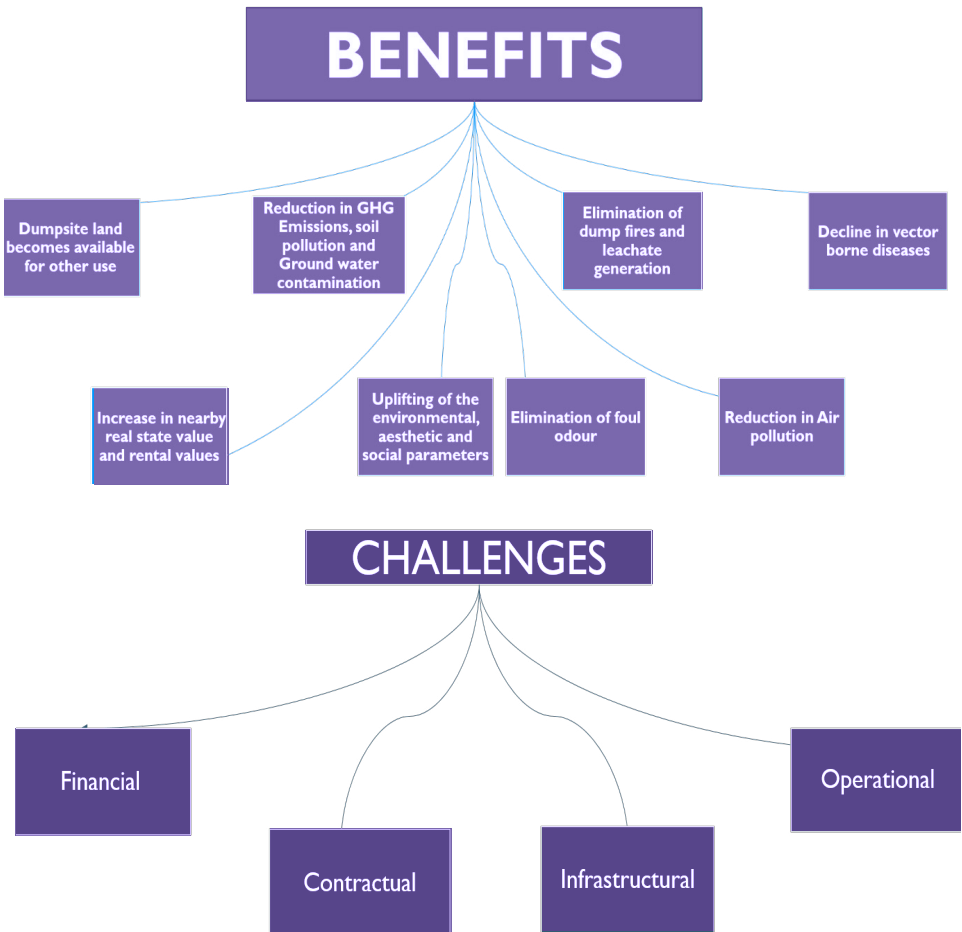 BENEFITS
Dumpsite land
becomes available
for other use
Reduction in GHG
Emissions, soil
pollution and
Ground water
contamination
Elimination of
dump fires and
leachate
generation
Decline in vector
borne diseases
Increase in nearby
real state value
and rental values
Uplifting of the
environmental,
aesthetic and
social parameters
Elimination of foul
odour
Reduction in Air
pollution
CHALLENGES
Financial
Contractual
Infrastructural
Operational